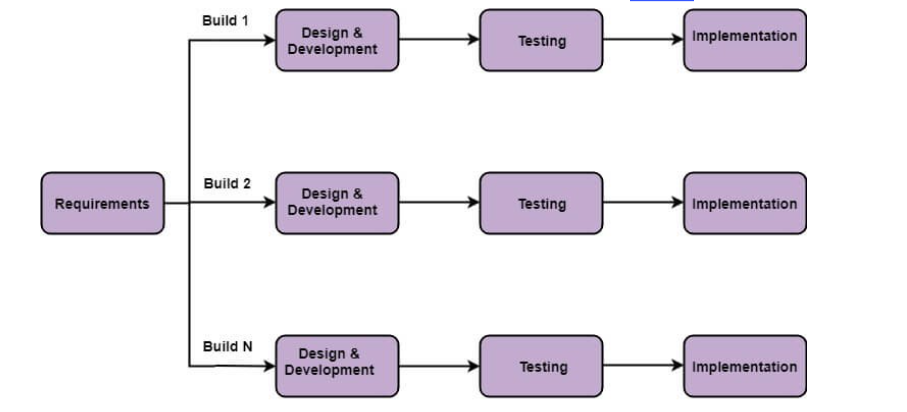 Build 1
Design &
Development
Testing
Implementation
Requirements
Build 2
Design &
Development
Testing
Implementation
Build N
Design &
Development
Testing
Implementation